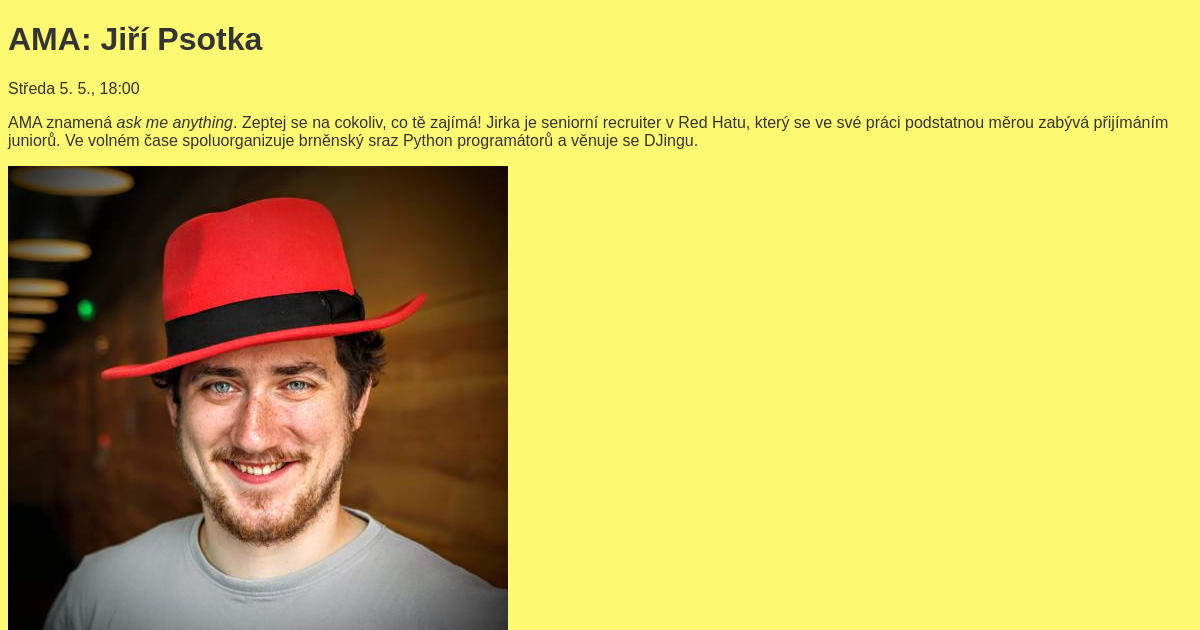 AMA: Jiří Psotka
Středa 5. 5., 18:00
AMA znamená ask me anything. Zeptej se na cokoliv, co tě zajímá! Jirka je seniorní recruiter v Red Hatu, který se ve své práci podstatnou měrou zabývá přijímáním
juniorů. Ve volném čase spoluorganizuje brněnský sraz Python programátorů a věnuje se DJingu.